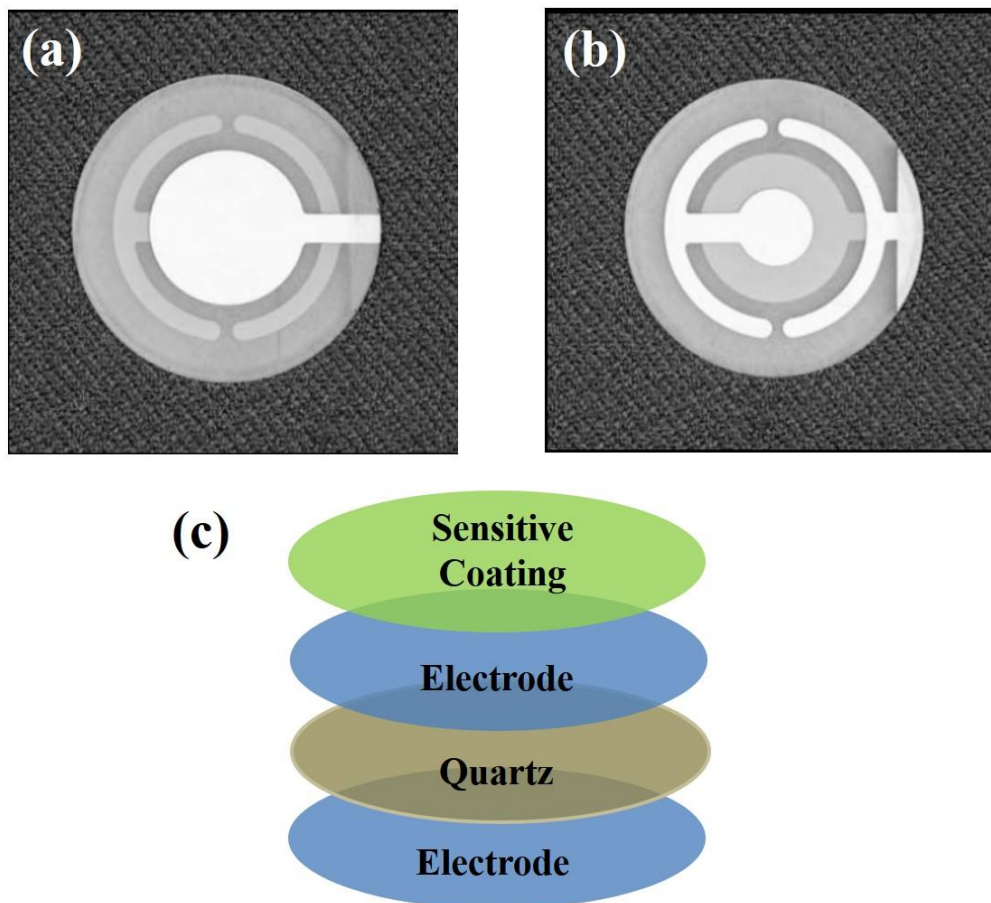 (a)
(b)
(c)
Sensitive
Coating
Electrode
Quartz
Electrode